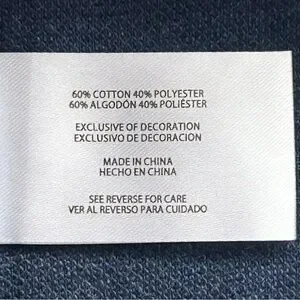 60% COTTON 40% POLYESTER
60% ALGODÓN 40% POLIÉSTER
EXCLUSIVE OF DECORATION
EXCLUSIVO DE DECORACION
MADE IN CHINA
HECHO EN CHINA
SEE REVERSE FOR CARE
VER AL REVERSO PARA CUIDADO